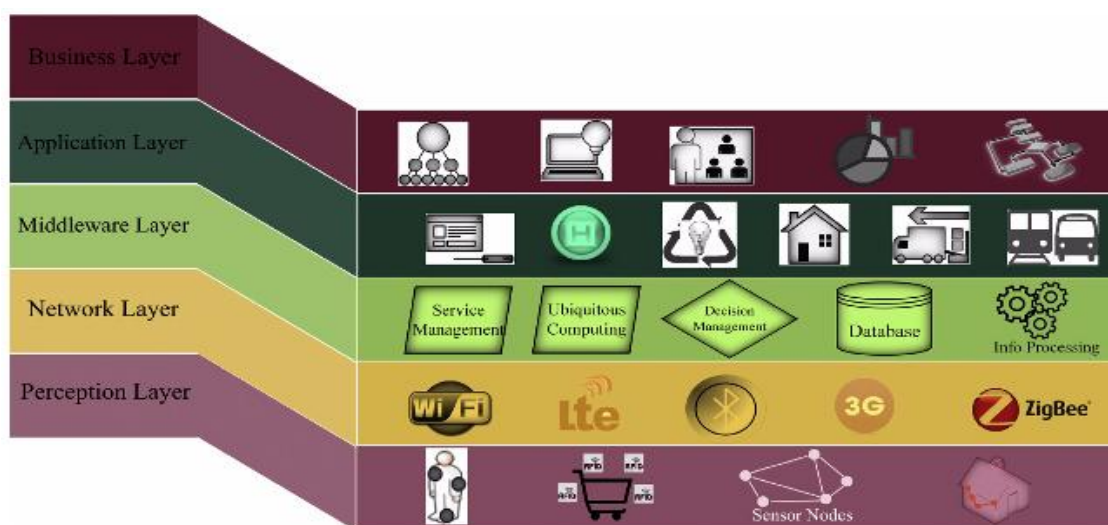 Business Layer
Application Layer
Middleware Layer
Network Layer
Perception Layer
H
Service
Management
Ubiquitous
Computing
Decision
Management
Database
Info Processing
Wi Fi
Lte
3G
Z ZigBee®
RFID
RFID
RFID
RFID
Sensor Nodes